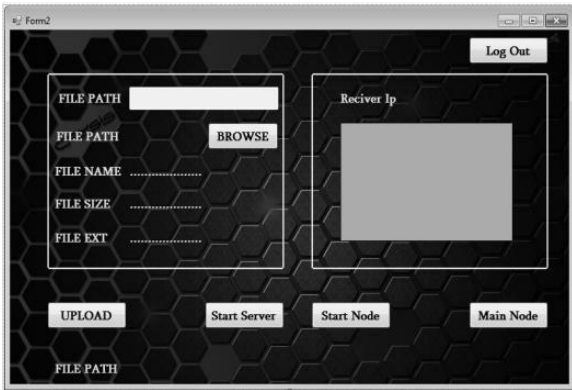 Form2
Log Out
FILE PATH
FILE PATH BROWSE
FILE NAME ....................
FILE SIZE ....................
FILE EXT ....................
Reciver Ip
UPLOAD Start Server Start Node Main Node
FILE PATH